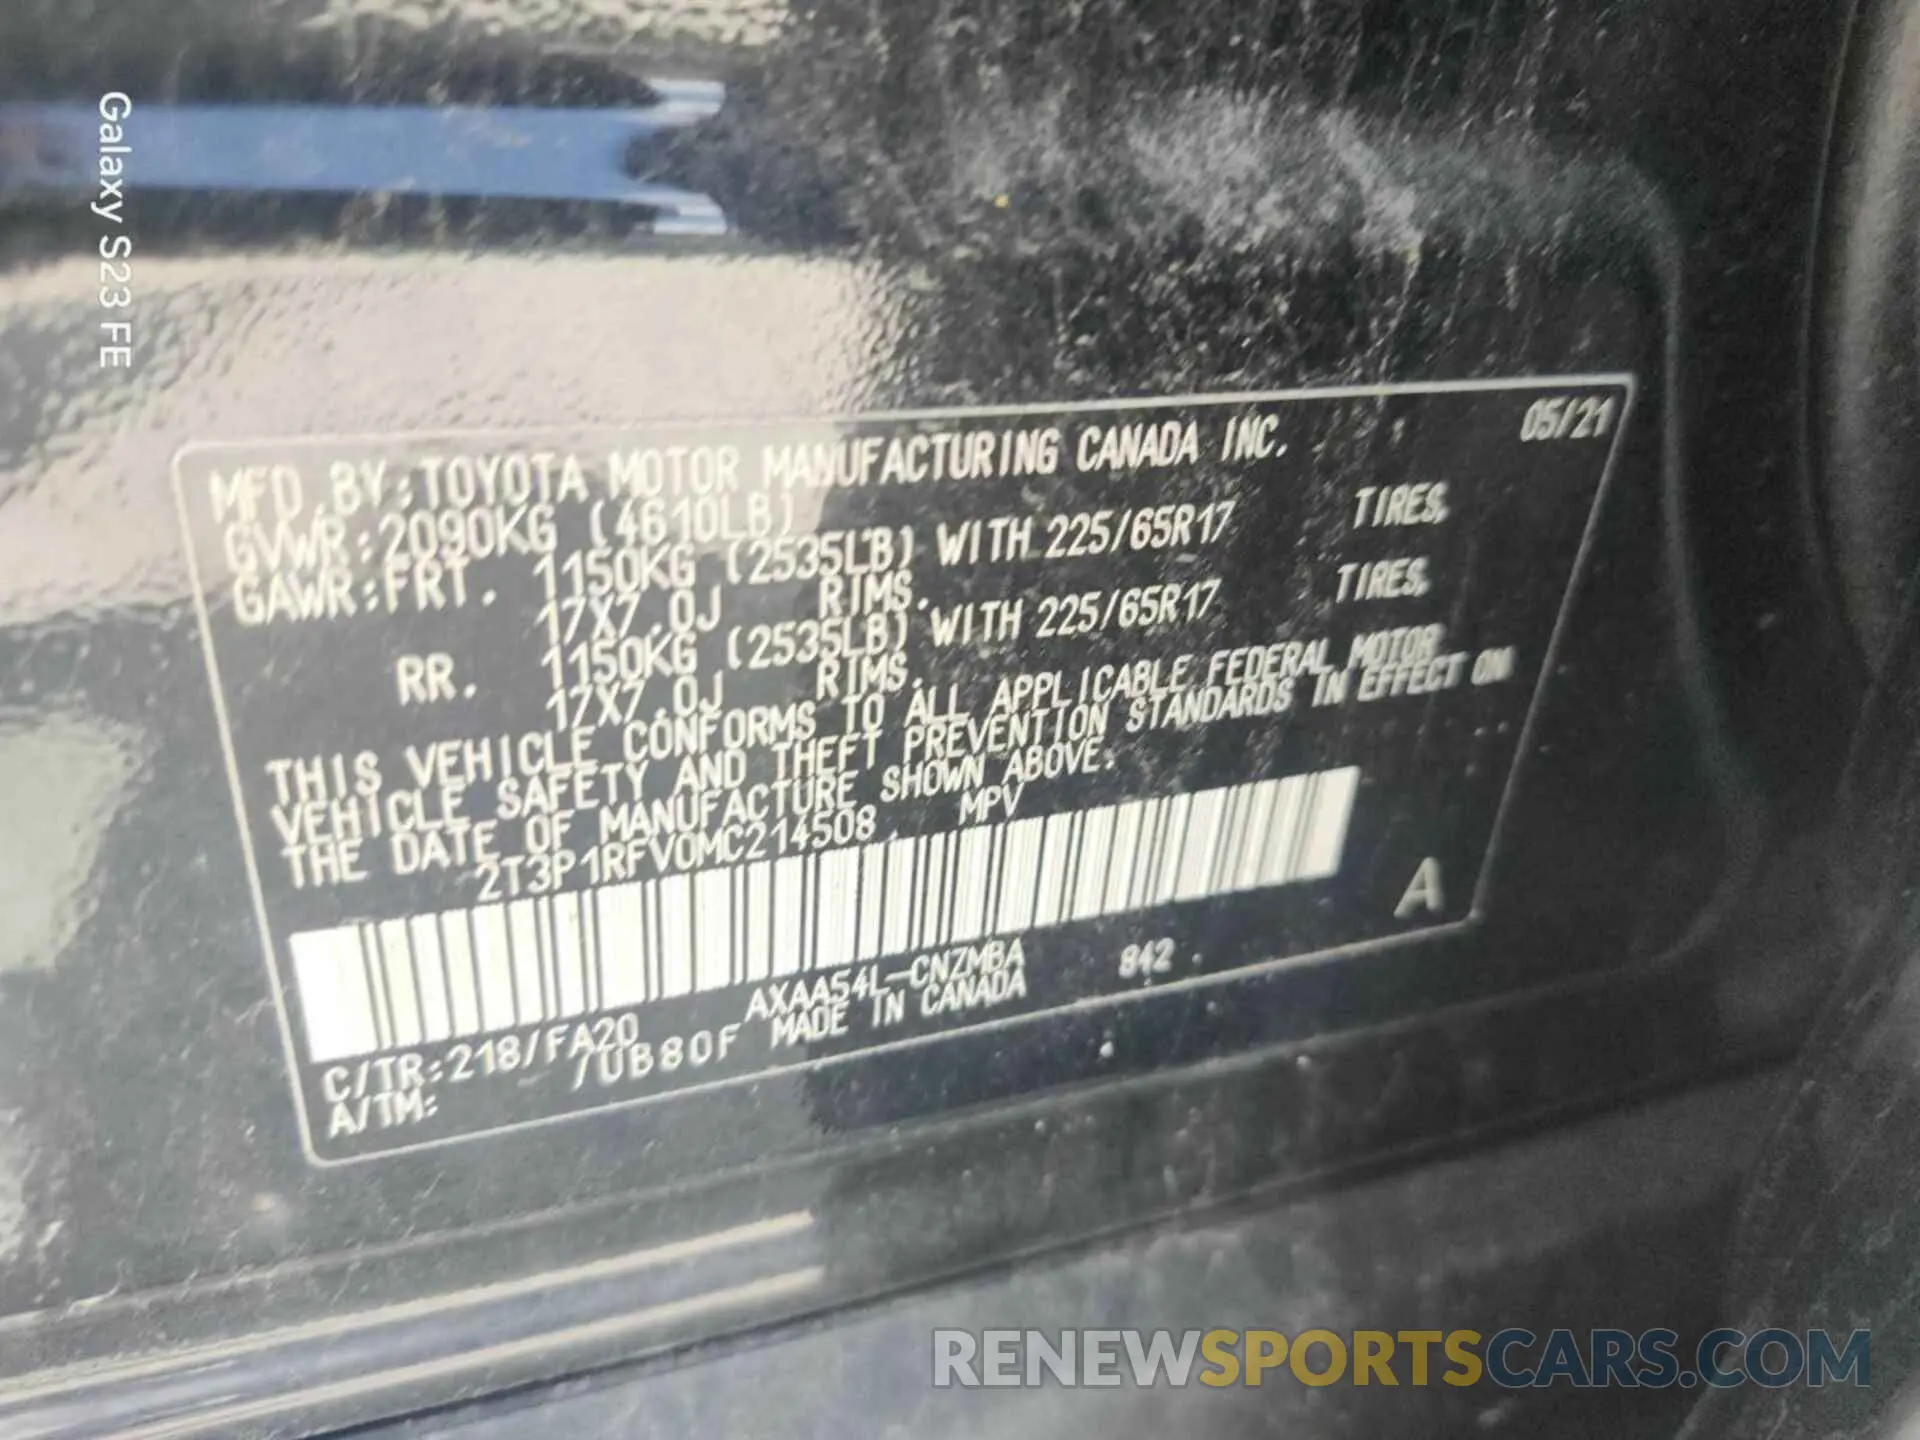 Galaxy S23 FE
05/21
MFD.BY:TOYOTA MOTOR MANUFACTURING CANADA INC.
GVWR:2090KG (4610LB)
GAWR:FRT. 1150KG (2535LB) WITH 225/65R17 TIRES,
17X7.0J RIMS.
RR. 1150KG (2535LB) WITH 225/65R17 TIRES,
17X7.0J RIMS.
THIS VEHICLE CONFORMS TO ALL APPLICABLE FEDERAL MOTOR
VEHICLE SAFETY AND THEFT PREVENTION STANDARDS IN EFFECT ON
THE DATE OF MANUFACTURE SHOWN ABOVE.
2T3P1RFV0MC214508 MPV
A
C/TR:218/FA20 AXAA54L-CNZMBA 842
A/TM: /UB80F MADE IN CANADA
RENEWSPORTSCARS.COM